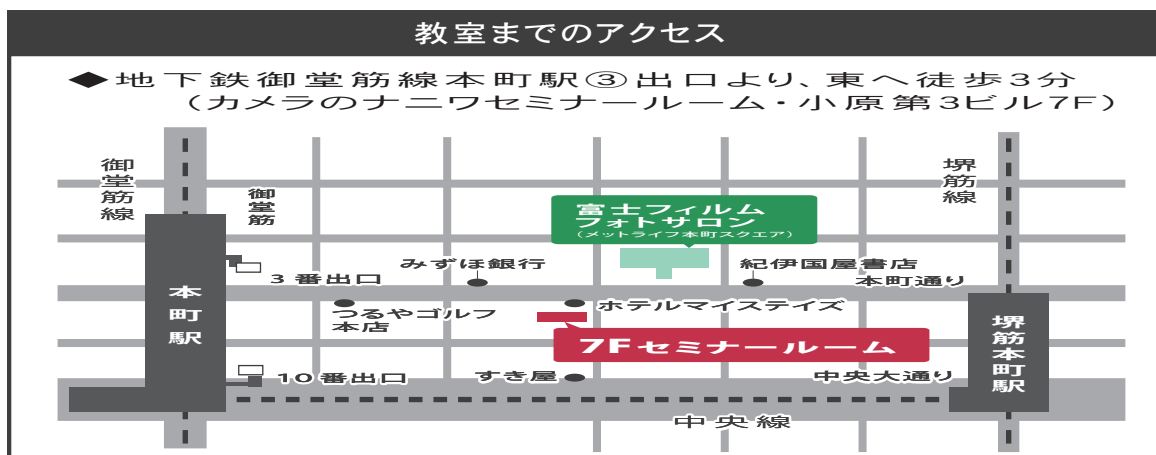 教室までのアクセス
◆地下鉄御堂筋線本町駅③出口より、東へ徒歩3分
（カメラのナニワセミナールーム・小原第3ビル7F）
御堂筋線
御堂筋
堺筋線
富士フィルム
フォトサロン
（メットライフ本町スクエア）
みずほ銀行
紀伊国屋書店
3番出口
本町通り
本町駅
つるやゴルフ
本店
ホテルマイステイズ
堺筋本町駅
7Fセミナールーム
10番出口
すき屋
中央大通り
中央線